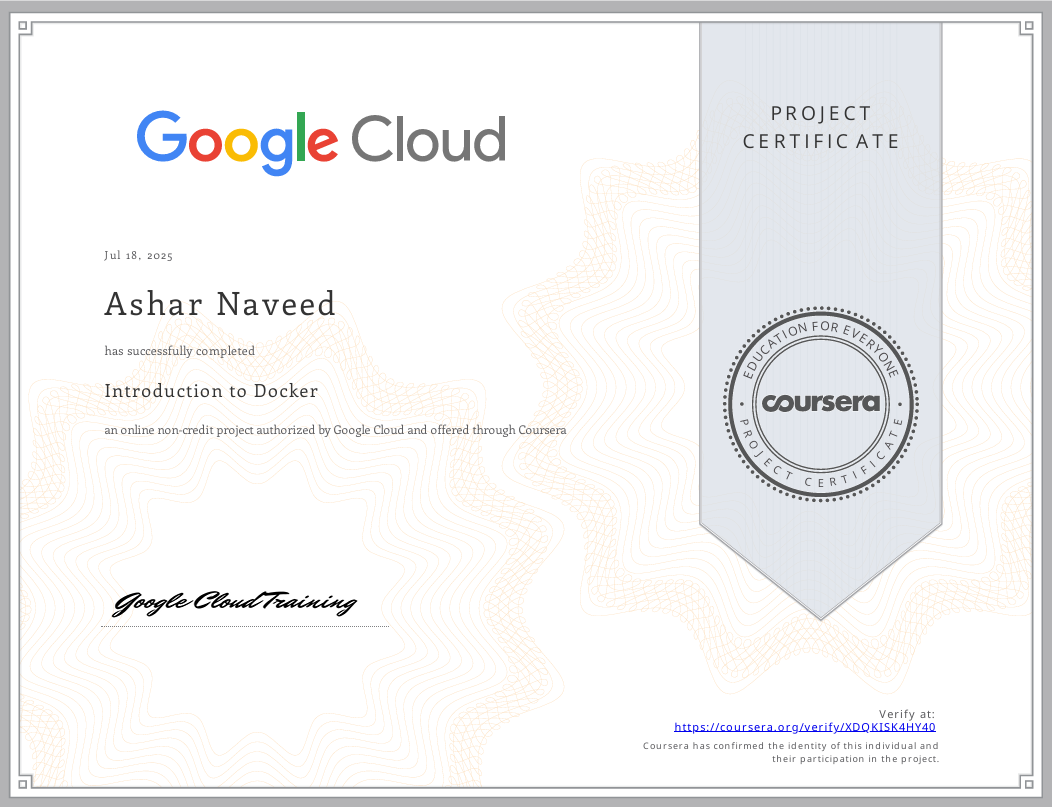 Google Cloud
PROJECT
CERTIFICATE
Jul 18, 2025
Ashar Naveed
has successfully completed
Introduction to Docker
an online non-credit project authorized by Google Cloud and offered through Coursera
EDUCATION FOR EVERYONE
coursera
PROJECT CERTIFICATE
Google Cloud Training
Verify at:
https://coursera.org/verify/XDQKISK4HY40
Coursera has confirmed the identity of this individual and
their participation in the project.